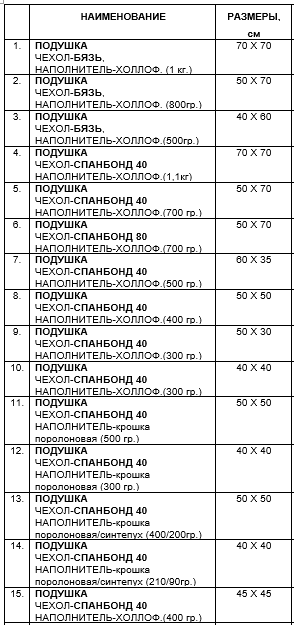 НАИМЕНОВАНИЕ РАЗМЕРЫ,
см
1. ПОДУШКА 70 X 70
ЧЕХОЛ-БЯЗЬ,
НАПОЛНИТЕЛЬ-ХОЛЛОФ. (1 кг.)
2. ПОДУШКА 50 X 70
ЧЕХОЛ-БЯЗЬ,
НАПОЛНИТЕЛЬ-ХОЛЛОФ. (800гр.)
3. ПОДУШКА 40 X 60
ЧЕХОЛ-БЯЗЬ,
НАПОЛНИТЕЛЬ-ХОЛЛОФ.(500гр.)
4. ПОДУШКА 70 X 70
ЧЕХОЛ-СПАНБОНД 40
НАПОЛНИТЕЛЬ-ХОЛЛОФ.(1,1кг)
5. ПОДУШКА 50 X 70
ЧЕХОЛ-СПАНБОНД 40
НАПОЛНИТЕЛЬ-ХОЛЛОФ.(700 гр.)
6. ПОДУШКА 50 X 70
ЧЕХОЛ-СПАНБОНД 80
НАПОЛНИТЕЛЬ-ХОЛЛОФ.(700 гр.)
7. ПОДУШКА 60 X 35
ЧЕХОЛ-СПАНБОНД 40
НАПОЛНИТЕЛЬ-ХОЛЛОФ.(500 гр.)
8. ПОДУШКА 50 X 50
ЧЕХОЛ-СПАНБОНД 40
НАПОЛНИТЕЛЬ-ХОЛЛОФ.(400 гр.)
9. ПОДУШКА 50 X 30
ЧЕХОЛ-СПАНБОНД 40
НАПОЛНИТЕЛЬ-ХОЛЛОФ.(300 гр.)
10. ПОДУШКА 40 X 40
ЧЕХОЛ-СПАНБОНД 40
НАПОЛНИТЕЛЬ-ХОЛЛОФ.(300 гр.)
11. ПОДУШКА 50 X 50
ЧЕХОЛ-СПАНБОНД 40
НАПОЛНИТЕЛЬ-крошка
поролоновая (500 гр.)
12. ПОДУШКА 40 X 40
ЧЕХОЛ-СПАНБОНД 40
НАПОЛНИТЕЛЬ-крошка
поролоновая (300 гр.)
13. ПОДУШКА 50 X 50
ЧЕХОЛ-СПАНБОНД 40
НАПОЛНИТЕЛЬ-крошка
поролоновая/синтепух (400/200гр.)
14. ПОДУШКА 40 X 40
ЧЕХОЛ-СПАНБОНД 40
НАПОЛНИТЕЛЬ-крошка
поролоновая/синтепух (210/90гр.)
15. ПОДУШКА 45 X 45
ЧЕХОЛ-СПАНБОНД 40
НАПОЛНИТЕЛЬ-ХОЛЛОФ.(400 гр.)